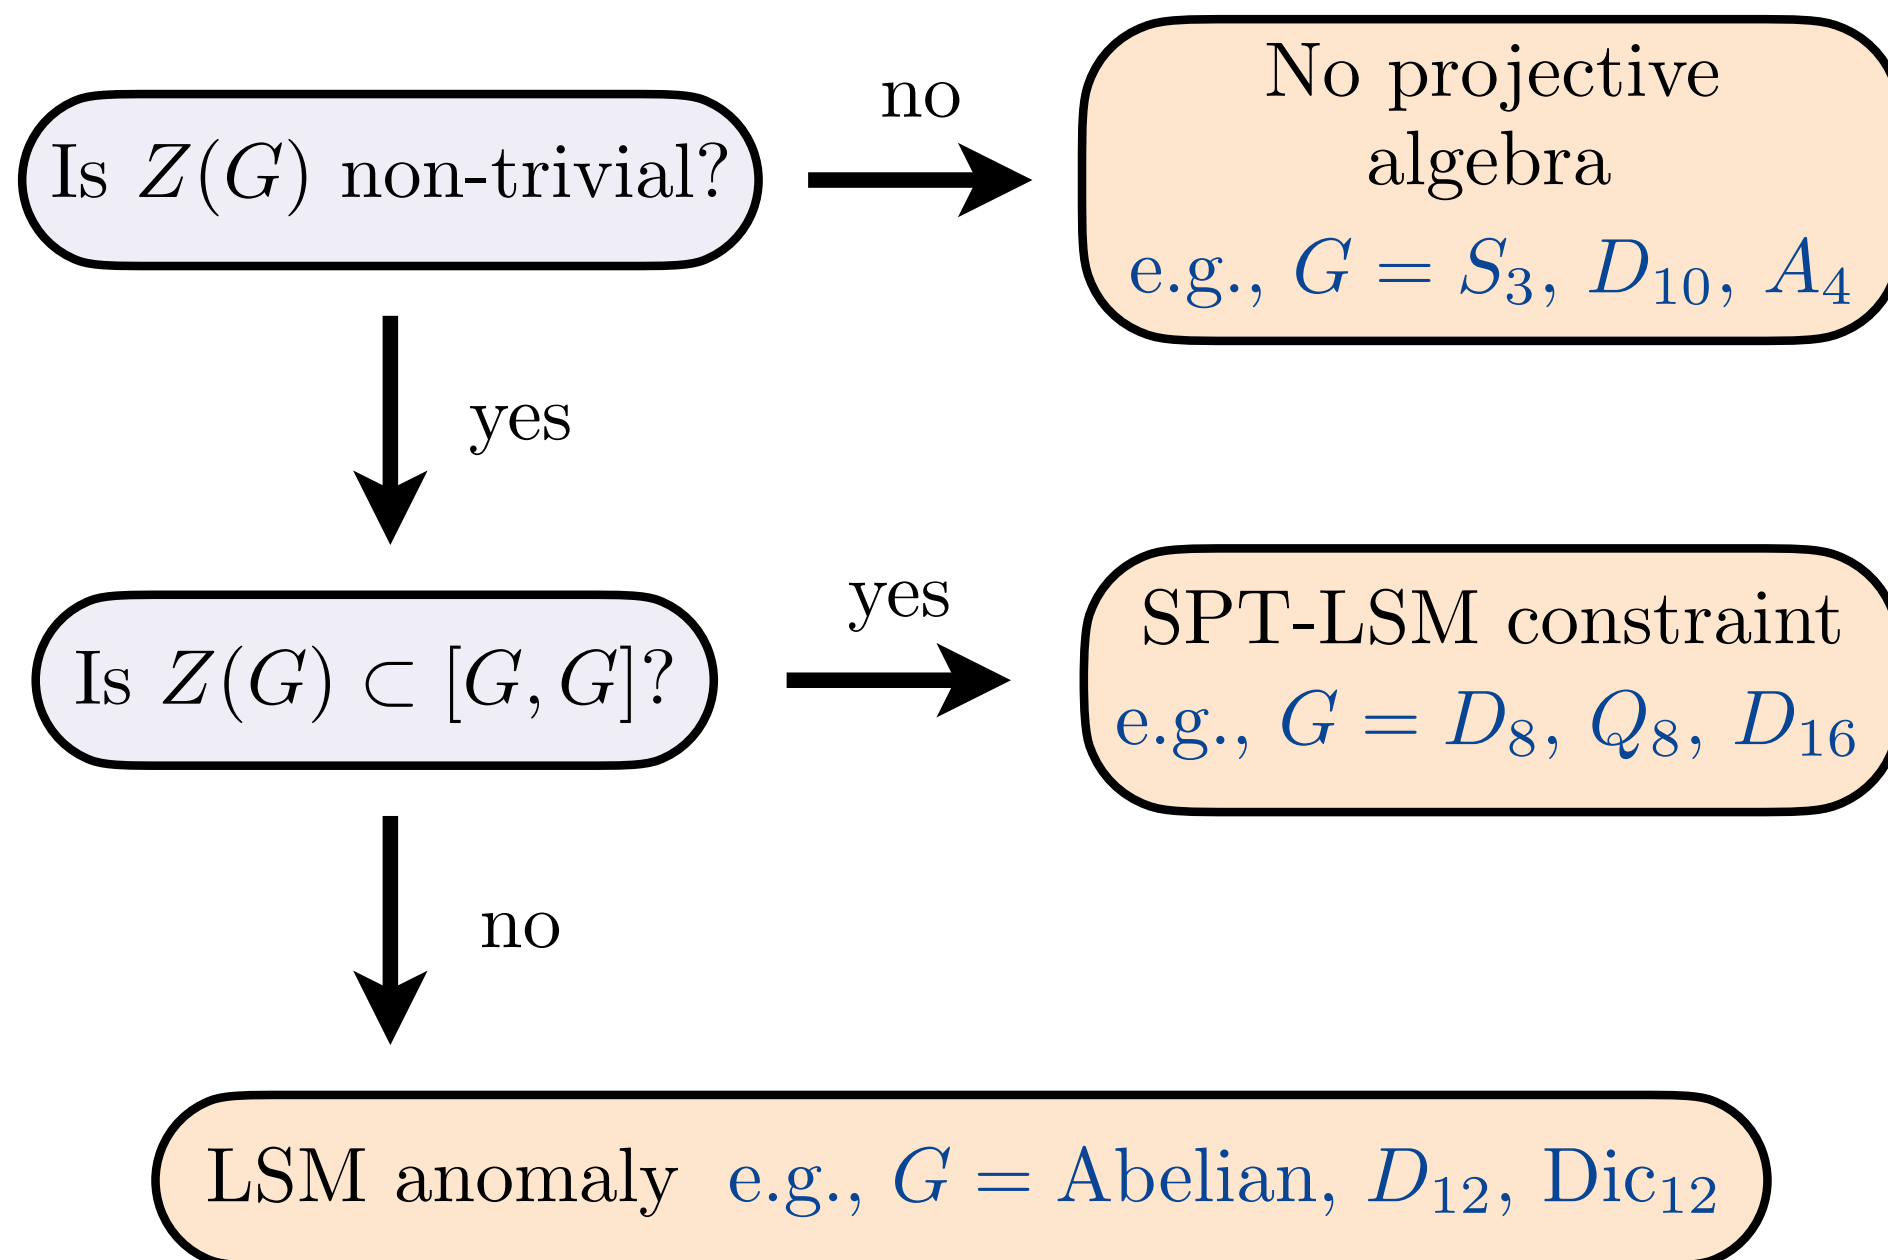 Is Z(G) non-trivial?
no
No projective
algebra
e.g., G = S₃, D₁₀, A₄
yes
Is Z(G) ⊂ [G, G]?
yes
SPT-LSM constraint
e.g., G = D₈, Q₈, D₁₆
no
LSM anomaly e.g., G = Abelian, D₁₂, Dic₁₂